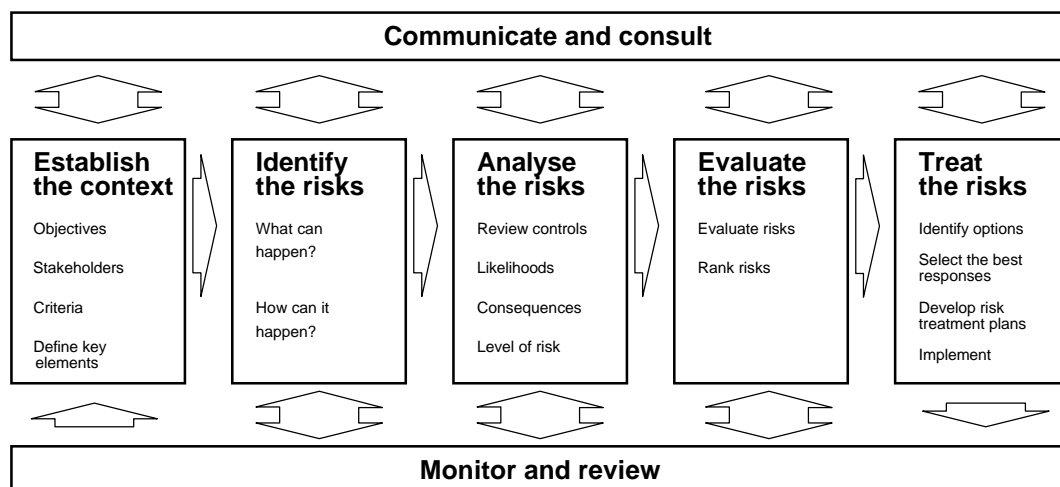 Communicate and consult
Establish
the context
Objectives
Stakeholders
Criteria
Define key
elements
Identify
the risks
What can
happen?
How can it
happen?
Analyse
the risks
Review controls
Likelihoods
Consequences
Level of risk
Evaluate
the risks
Evaluate risks
Rank risks
Treat
the risks
Identify options
Select the best
responses
Develop risk
treatment plans
Implement
Monitor and review